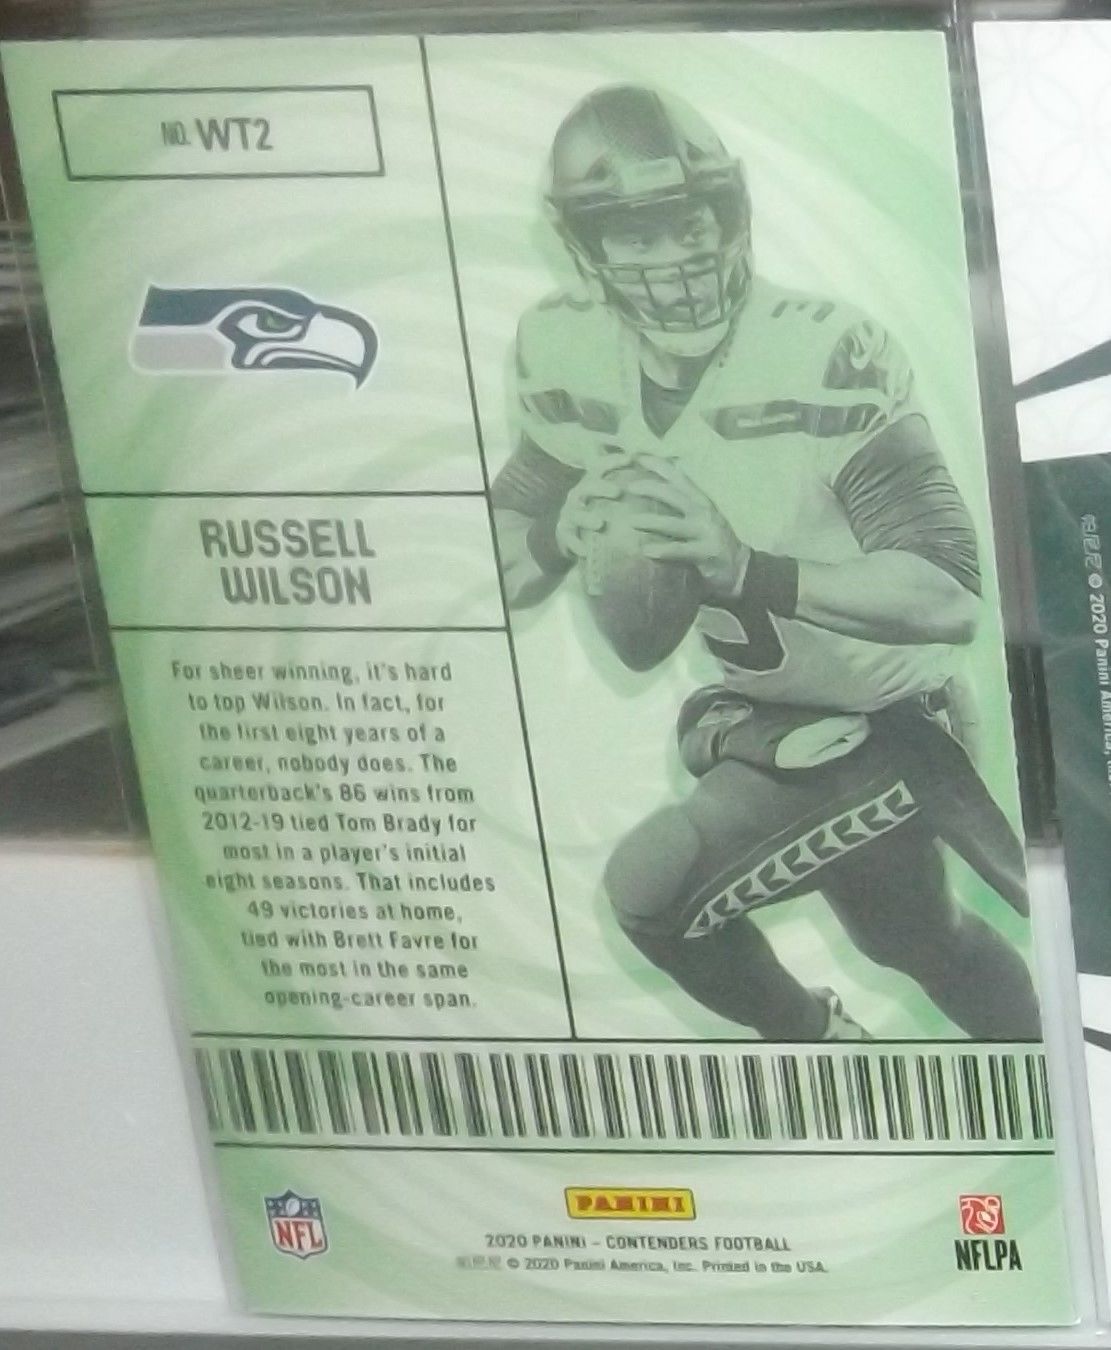 NO. WT2
RUSSELL
WILSON
For sheer winning, it's hard
to top Wilson. In fact, for
the first eight years of a
career, nobody does. The
quarterback's 86 wins from
2012-19 tied Tom Brady for
most in a player's initial
eight seasons. That includes
49 victories at home,
tied with Brett Favre for
the most in the same
opening-career span.
NFL
PANINI
2020 PANINI – CONTENDERS FOOTBALL
© 2020 Panini America, Inc. Printed in the USA.
NFLPA
© 2020 Panini America,